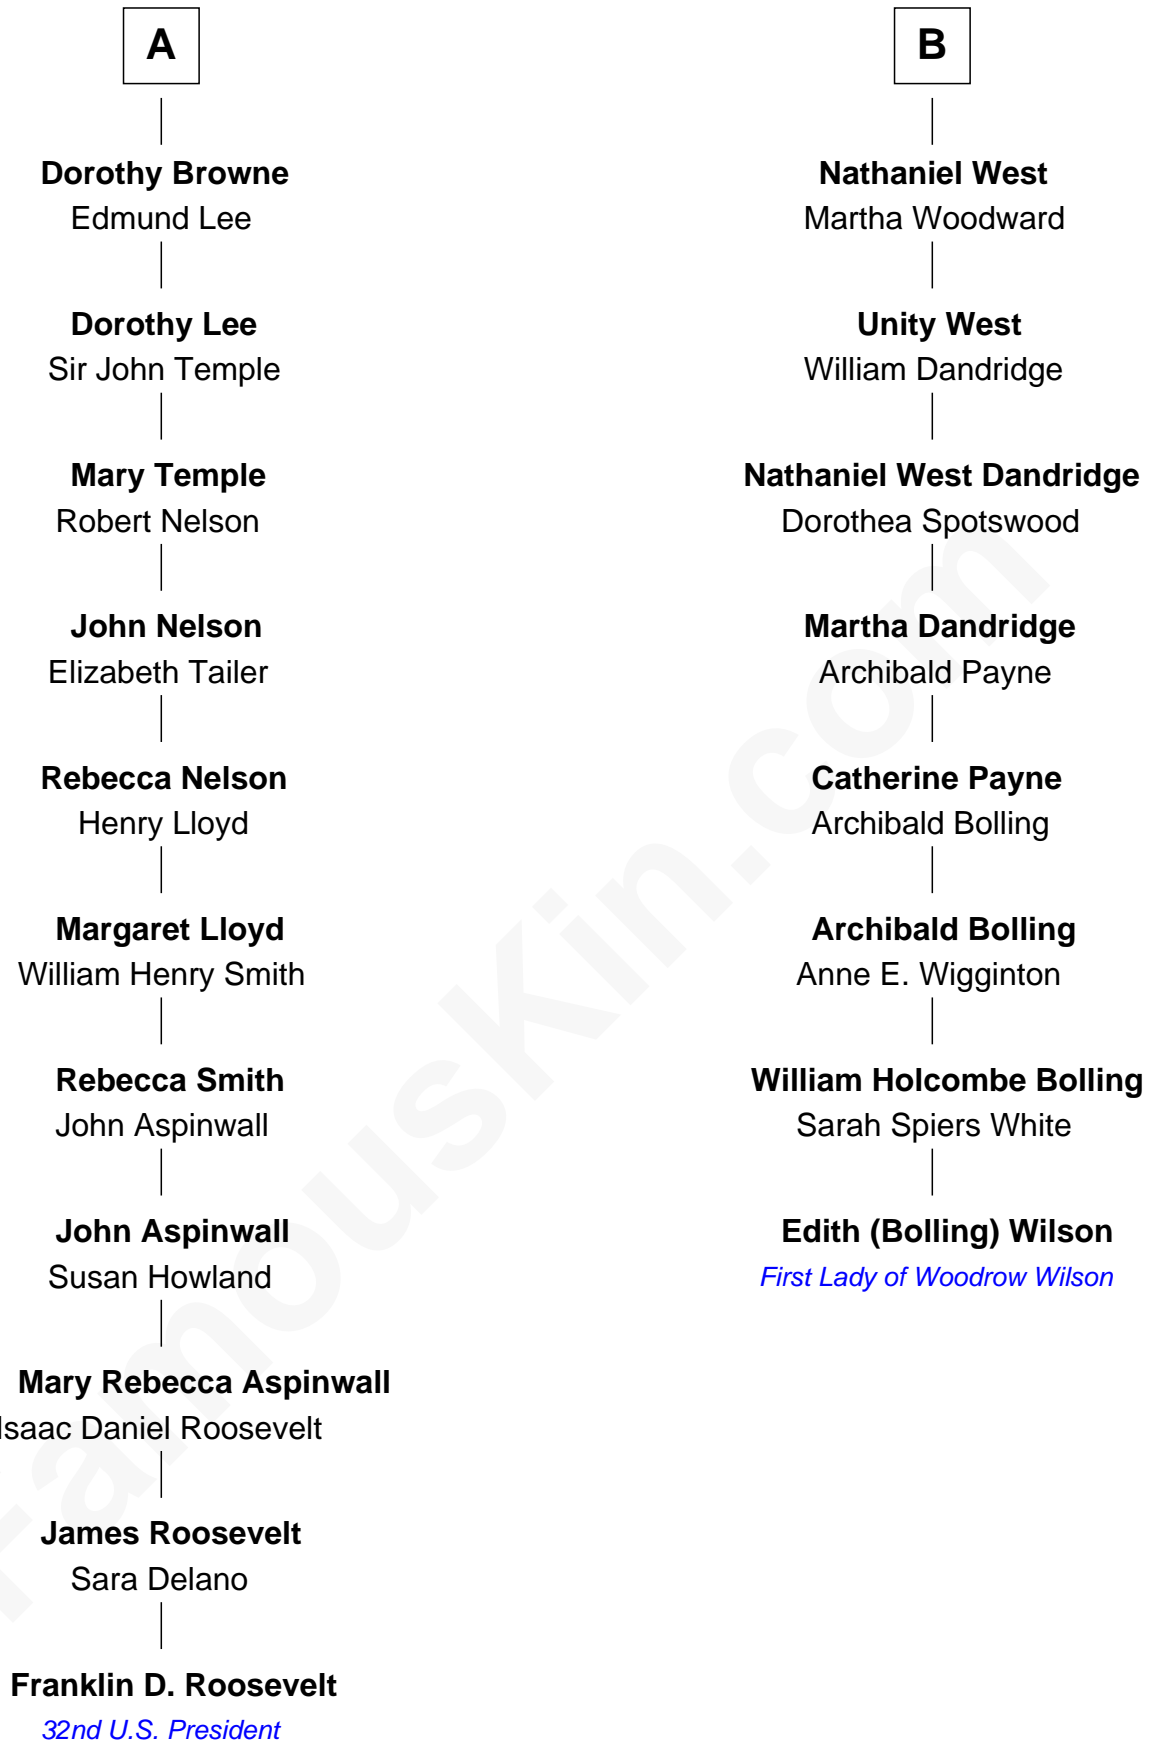 A
Dorothy Browne
Edmund Lee
Dorothy Lee
Sir John Temple
Mary Temple
Robert Nelson
John Nelson
Elizabeth Tailer
Rebecca Nelson
Henry Lloyd
Margaret Lloyd
William Henry Smith
Rebecca Smith
John Aspinwall
John Aspinwall
Susan Howland
Mary Rebecca Aspinwall
Isaac Daniel Roosevelt
James Roosevelt
Sara Delano
Franklin D. Roosevelt
32nd U.S. President
B
Nathaniel West
Martha Woodward
Unity West
William Dandridge
Nathaniel West Dandridge
Dorothea Spotswood
Martha Dandridge
Archibald Payne
Catherine Payne
Archibald Bolling
Archibald Bolling
Anne E. Wigginton
William Holcombe Bolling
Sarah Spiers White
Edith (Bolling) Wilson
First Lady of Woodrow Wilson
FamousKin.com